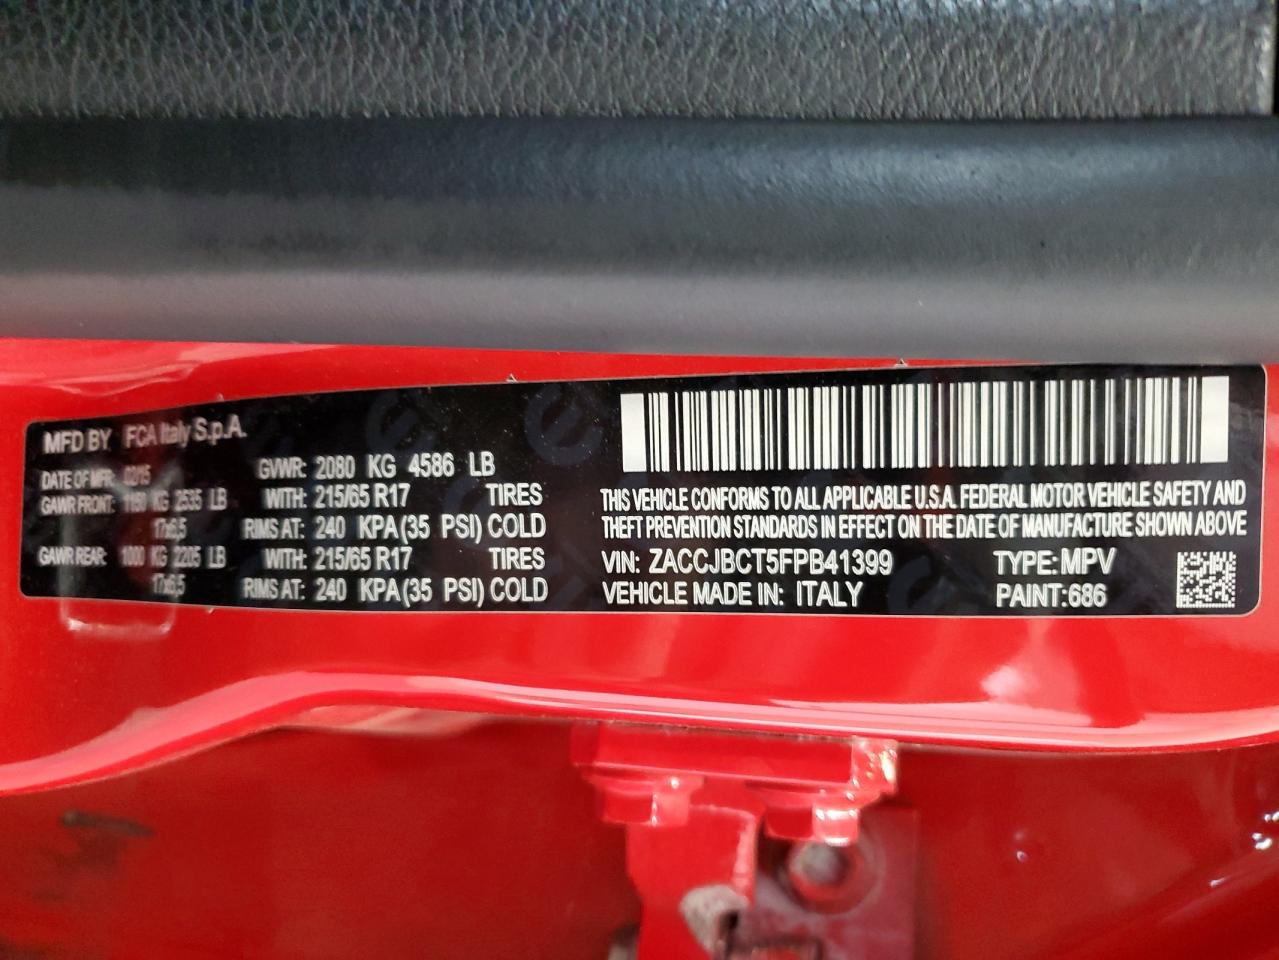 MFD BY FCA Italy S.p.A.
DATE OF MFR: 02/15 GVWR: 2080 KG 4586 LB
GAWR FRONT: 1150 KG 2535 LB WITH: 215/65 R17 TIRES
17x6,5 RIMS AT: 240 KPA(35 PSI) COLD
GAWR REAR: 1000 KG 2205 LB WITH: 215/65 R17 TIRES
17x6,5 RIMS AT: 240 KPA(35 PSI) COLD
THIS VEHICLE CONFORMS TO ALL APPLICABLE U.S.A. FEDERAL MOTOR VEHICLE SAFETY AND
THEFT PREVENTION STANDARDS IN EFFECT ON THE DATE OF MANUFACTURE SHOWN ABOVE
VIN: ZACCJBCT5FPB41399 TYPE:MPV
VEHICLE MADE IN: ITALY PAINT:686